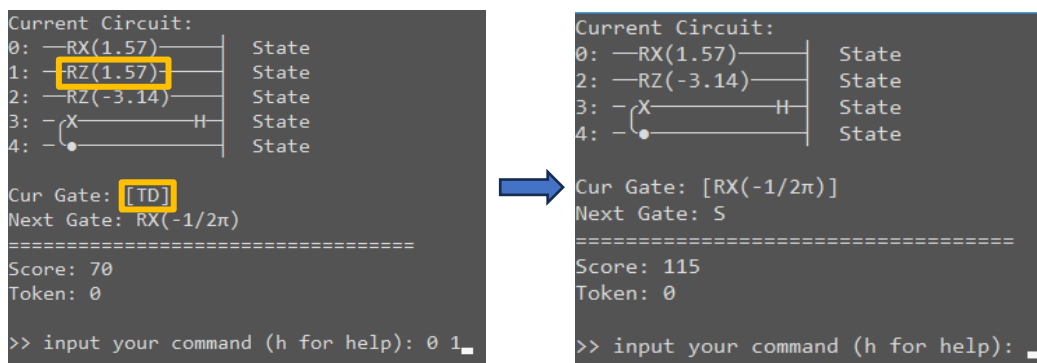 Current Circuit:
0: —RX(1.57)————┤ State
1: —RZ(1.57)————┤ State
2: —RZ(-3.14)———┤ State
3: —╭X————————H—┤ State
4: —╰●——————————┤ State
Cur Gate: [TD]
Next Gate: RX(-1/2π)
===================================
Score: 70
Token: 0
>> input your command (h for help): 0 1_
Current Circuit:
0: —RX(1.57)————┤ State
2: —RZ(-3.14)———┤ State
3: —╭X————————H—┤ State
4: —╰●——————————┤ State
Cur Gate: [RX(-1/2π)]
Next Gate: S
===================================
Score: 115
Token: 0
>> input your command (h for help): _